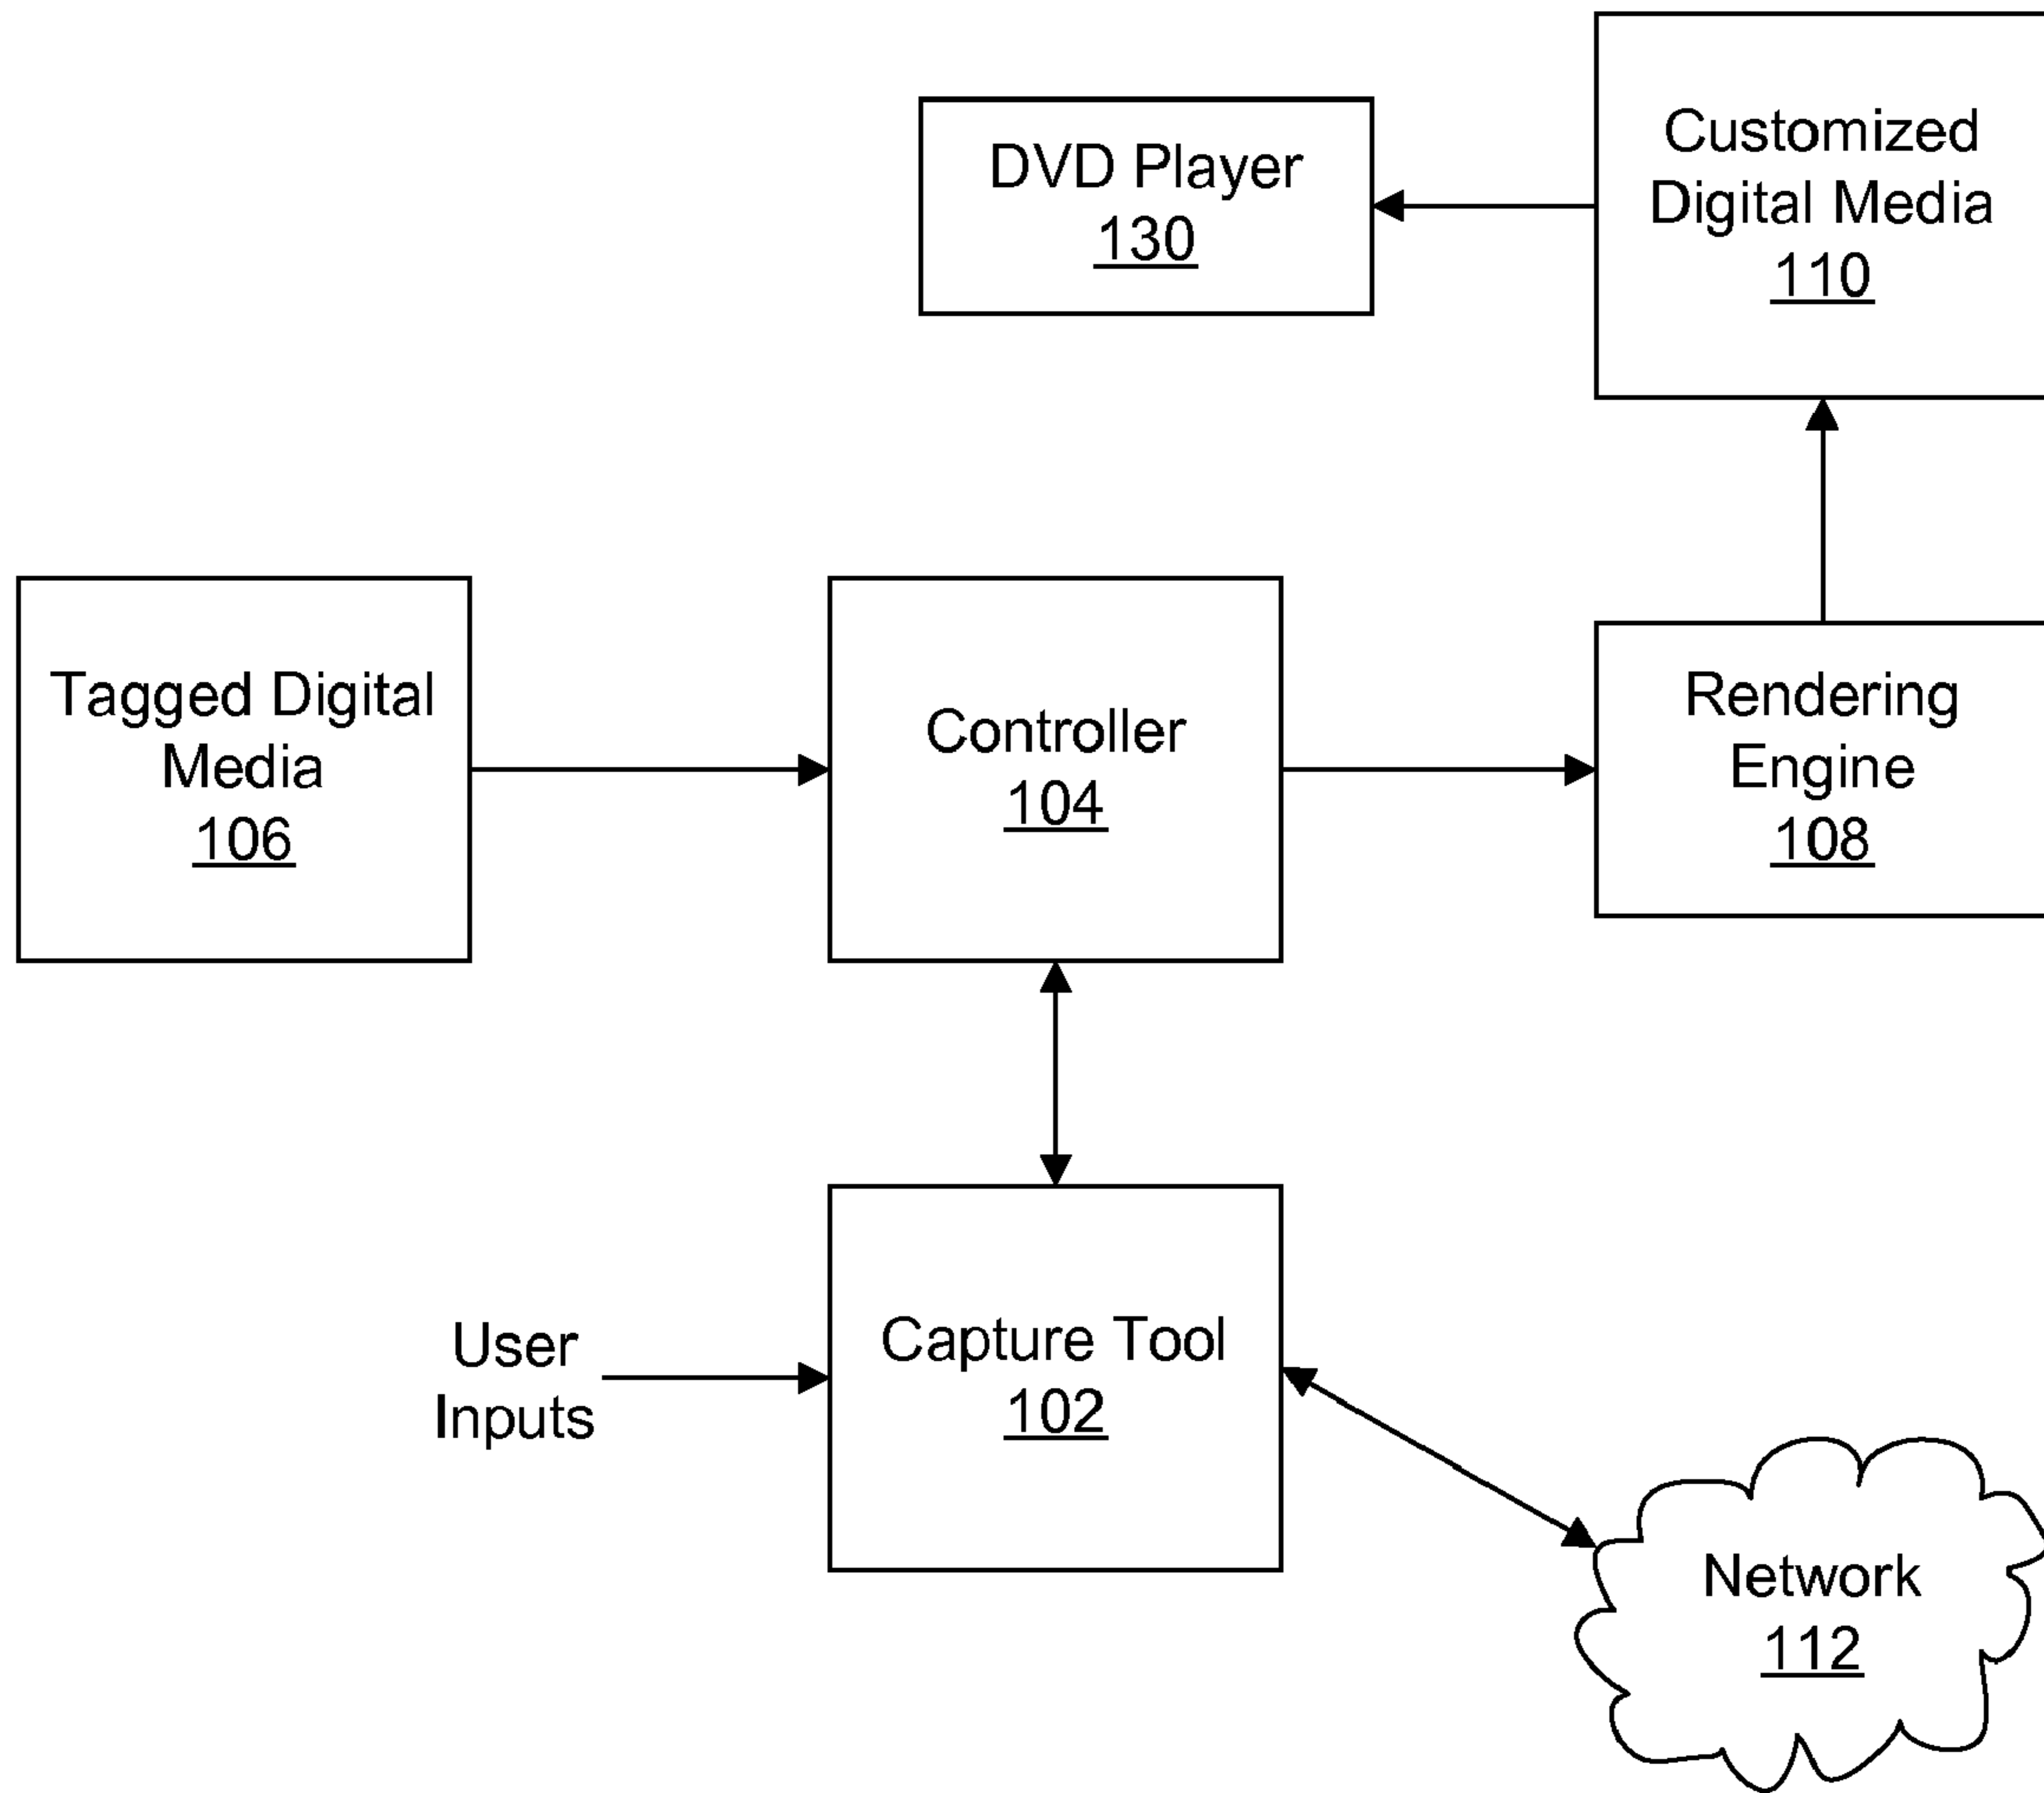 Customized
Digital Media
110
DVD Player
130
Tagged Digital
Media
106
Controller
104
Rendering
Engine
108
User
Inputs
Capture Tool
102
Network
112